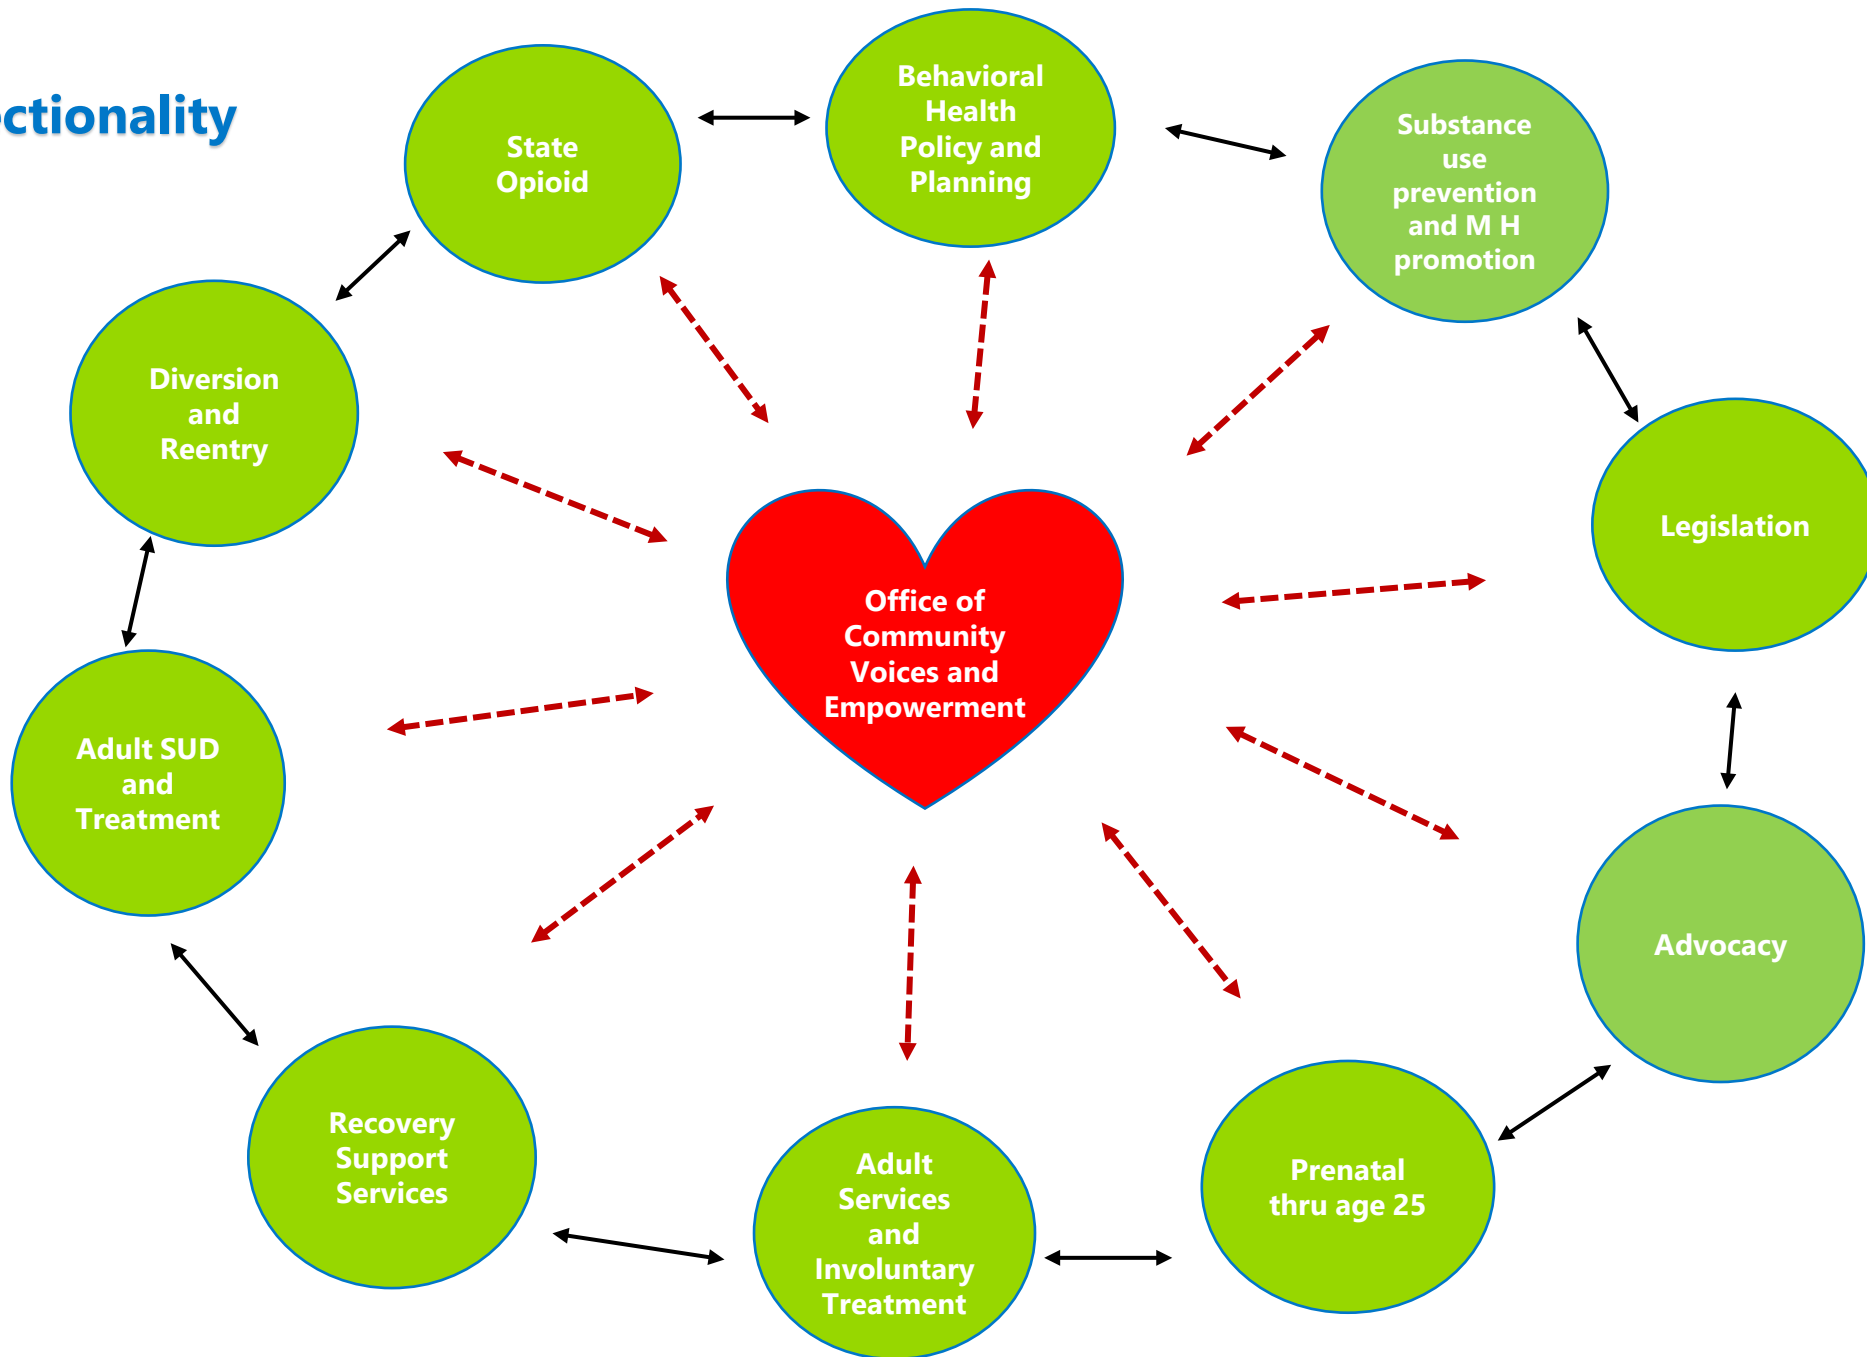 ctionality
State
Opioid
Behavioral
Health
Policy and
Planning
Substance
use
prevention
and M H
promotion
Diversion
and
Reentry
Legislation
Office of
Community
Voices and
Empowerment
Adult SUD
and
Treatment
Advocacy
Recovery
Support
Services
Adult
Services
and
Involuntary
Treatment
Prenatal
thru age 25